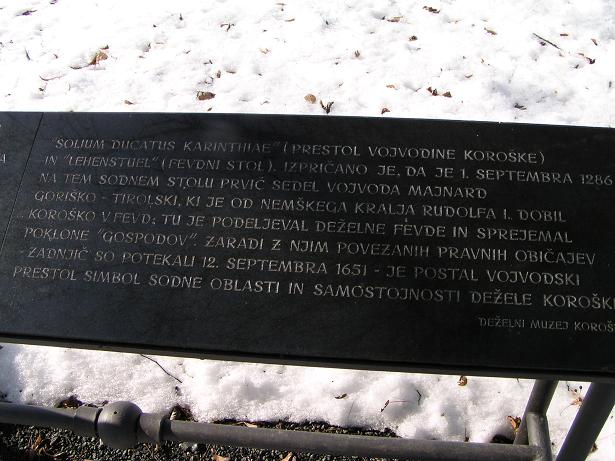 "SOLIUM DUCATUS KARINTHIAE" (PRESTOL VOJVODINE KOROŠKE)
IN "LEHENSTUEL" (FEVDNI STOL). IZPRIČANO JE, DA JE 1. SEPTEMBRA 1286
NA TEM SODNEM STOLU PRVIČ SEDEL VOJVODA MAJNARD
GORIŠKO - TIROLSKI, KI JE OD NEMŠKEGA KRALJA RUDOLFA I. DOBIL
KOROŠKO V FEVD; TU JE PODELJEVAL DEŽELNE FEVDE IN SPREJEMAL
POKLONE "GOSPODOV". ZARADI Z NJIM POVEZANIH PRAVNIH OBIČAJEV
- ZADNJIČ SO POTEKALI 12. SEPTEMBRA 1651 - JE POSTAL VOJVODSKI
PRESTOL SIMBOL SODNE OBLASTI IN SAMOSTOJNOSTI DEŽELE KOROŠKE
DEŽELNI MUZEJ KOROŠ
A